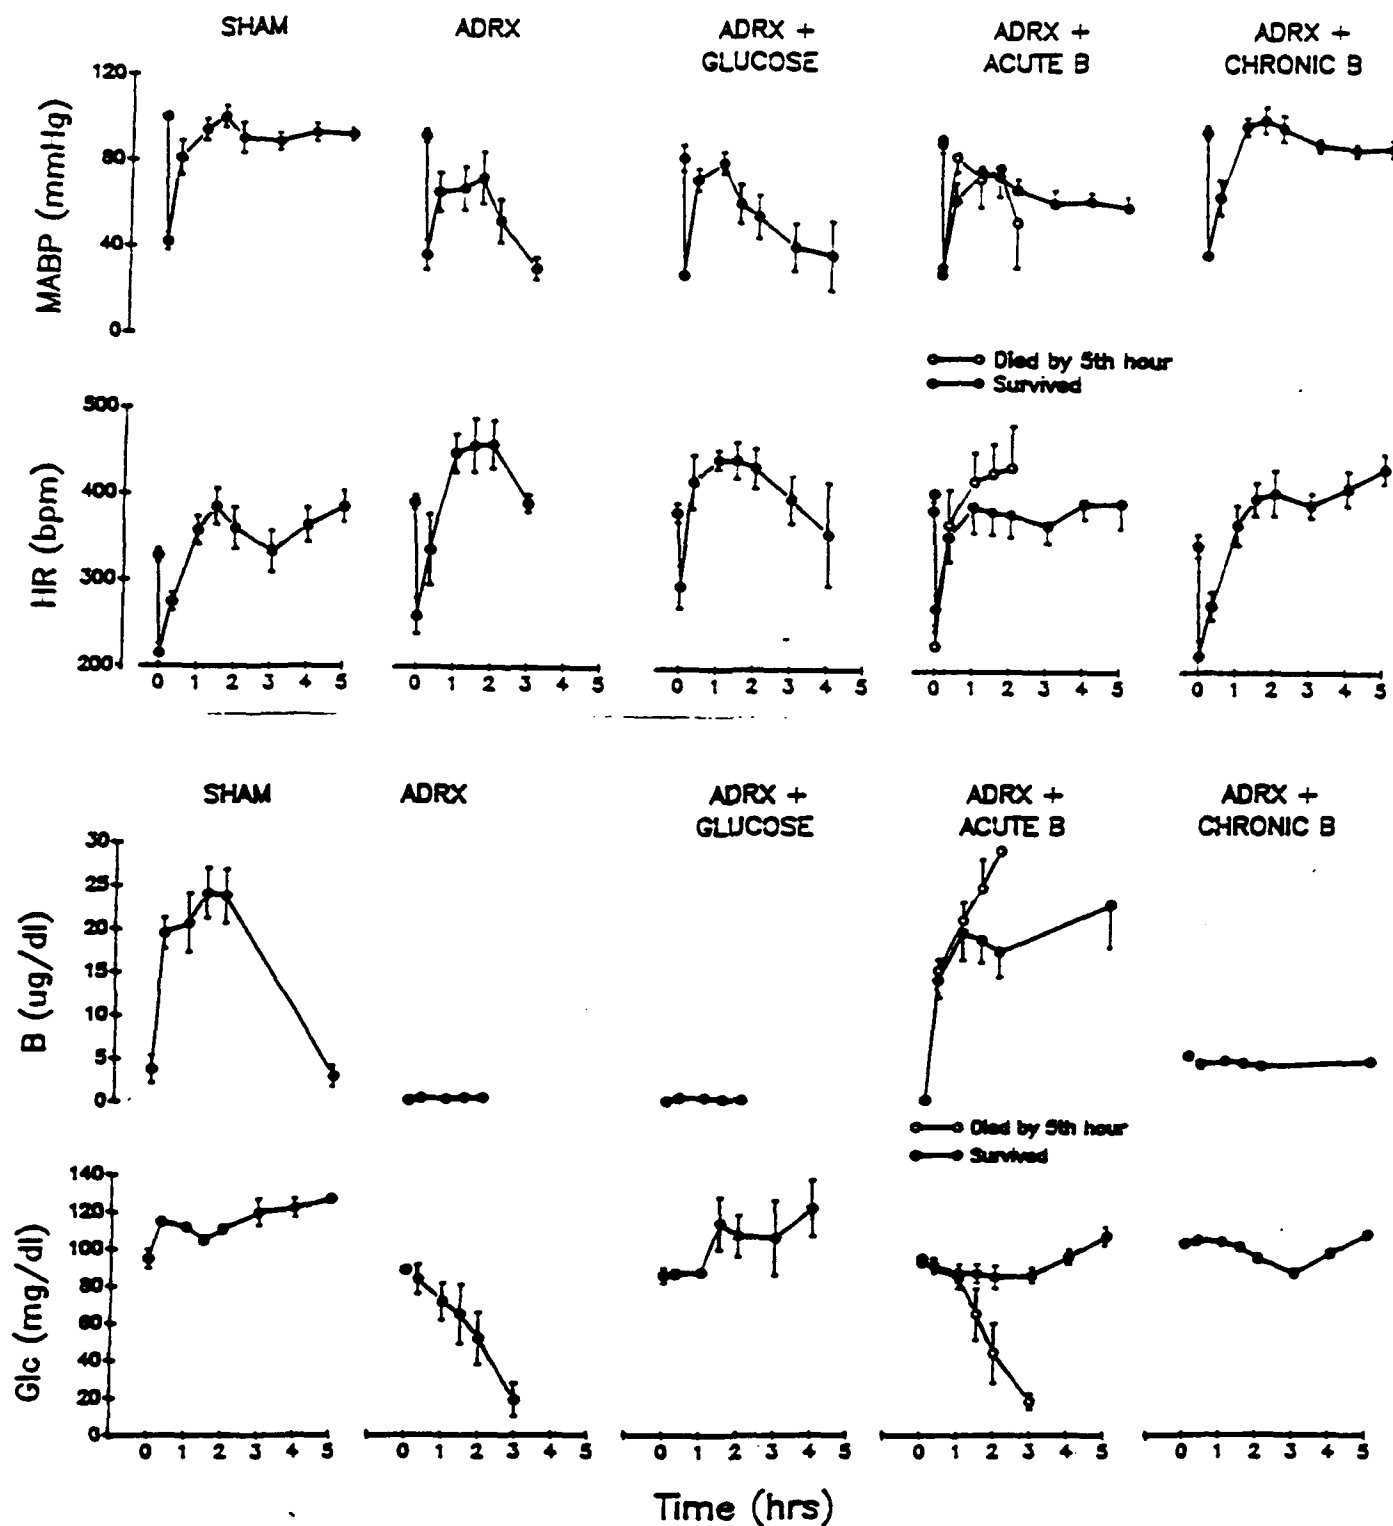 SHAM ADRX ADRX + ADRX + ADRX +
GLUCOSE ACUTE B CHRONIC B
120
80
40
0
MABP (mmHg)
Died by 5th hour
Survived
500
400
300
200
HR (bpm)
0 1 2 3 4 5 0 1 2 3 4 5 0 1 2 3 4 5 0 1 2 3 4 5 0 1 2 3 4 5
SHAM ADRX ADRX + ADRX + ADRX +
GLUCOSE ACUTE B CHRONIC B
30
25
20
15
10
5
0
B (ug/dl)
Died by 5th hour
Survived
140
120
100
80
60
40
20
0
Glc (mg/dl)
0 1 2 3 4 5 0 1 2 3 4 5 0 1 2 3 4 5 0 1 2 3 4 5 0 1 2 3 4 5
Time (hrs)